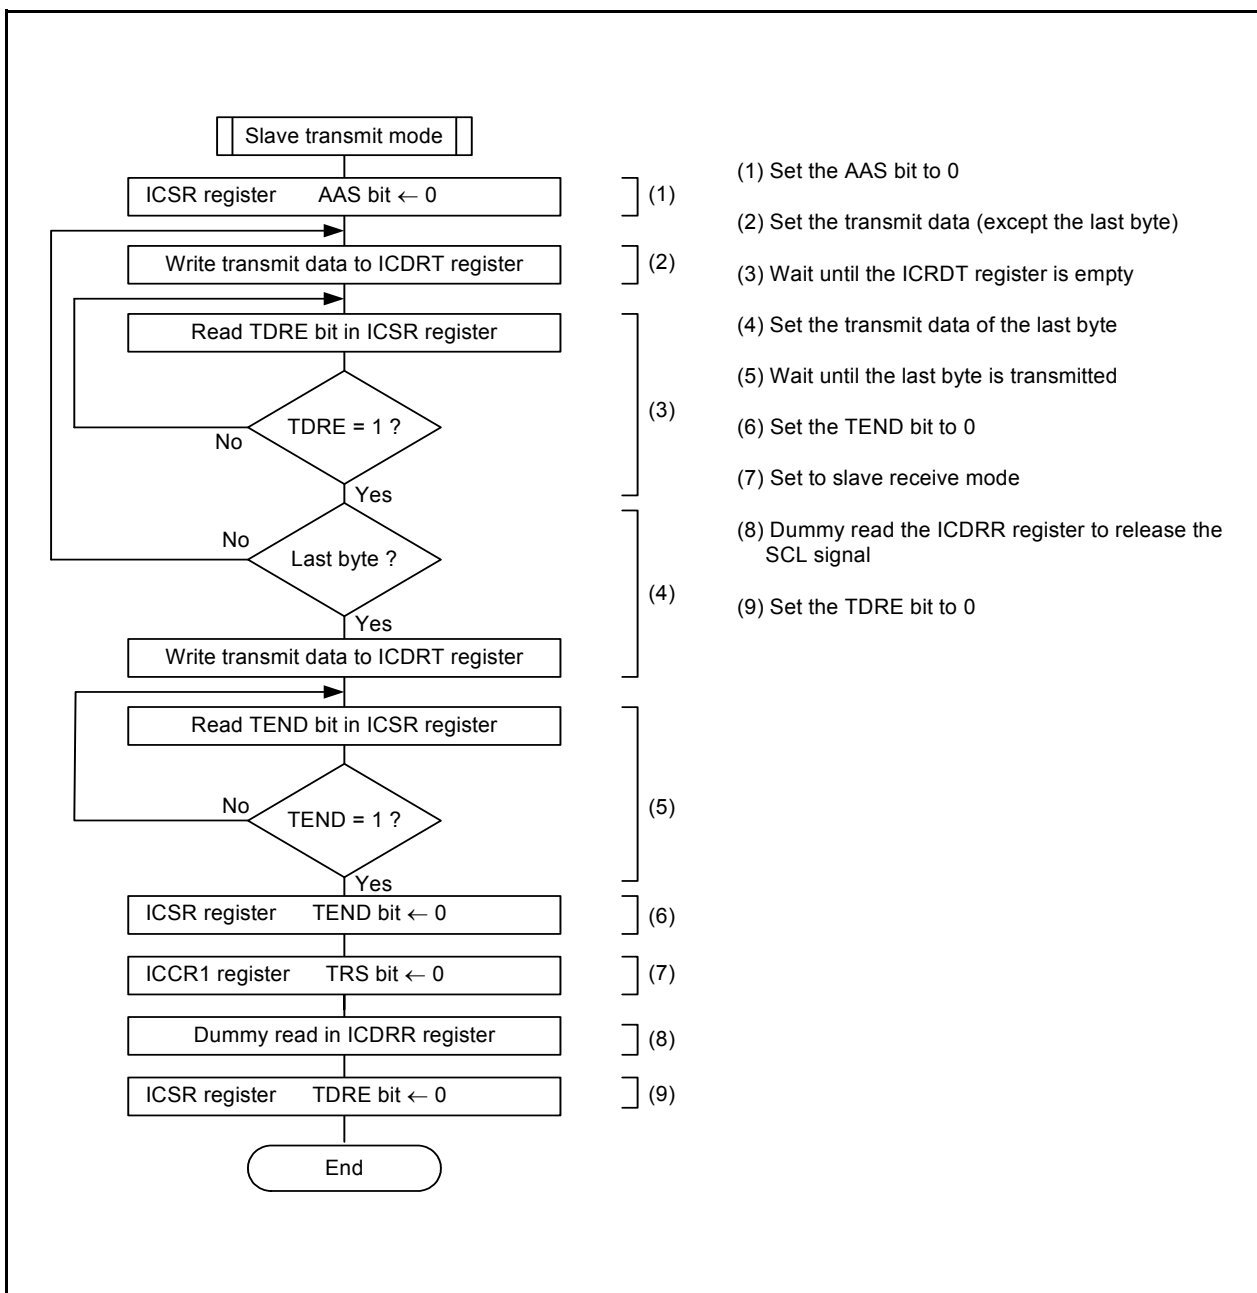 Slave transmit mode
ICSR register AAS bit ← 0
(1)
Write transmit data to ICDRT register
(2)
Read TDRE bit in ICSR register
TDRE = 1 ?
No
(3)
Yes
Last byte ?
No
(4)
Yes
Write transmit data to ICDRT register
Read TEND bit in ICSR register
TEND = 1 ?
No
(5)
Yes
ICSR register TEND bit ← 0
(6)
ICCR1 register TRS bit ← 0
(7)
Dummy read in ICDRR register
(8)
ICSR register TDRE bit ← 0
(9)
End
(1) Set the AAS bit to 0
(2) Set the transmit data (except the last byte)
(3) Wait until the ICRDT register is empty
(4) Set the transmit data of the last byte
(5) Wait until the last byte is transmitted
(6) Set the TEND bit to 0
(7) Set to slave receive mode
(8) Dummy read the ICDRR register to release the
SCL signal
(9) Set the TDRE bit to 0